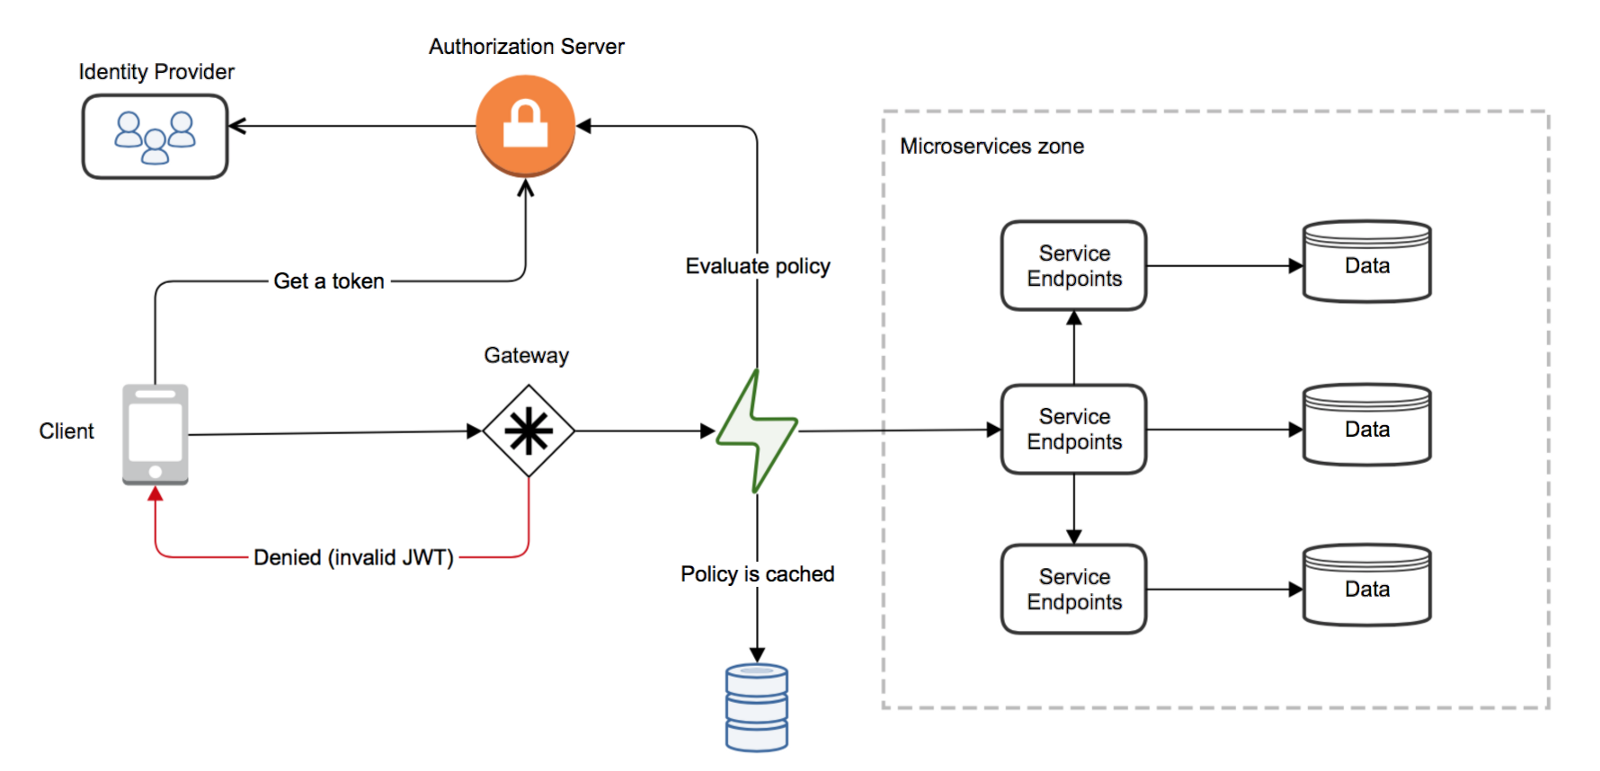 Authorization Server
Identity Provider
Microservices zone
Service
Endpoints
Data
Evaluate policy
Get a token
Gateway
Client
Service
Endpoints
Data
Denied (invalid JWT)
Policy is cached
Service
Endpoints
Data